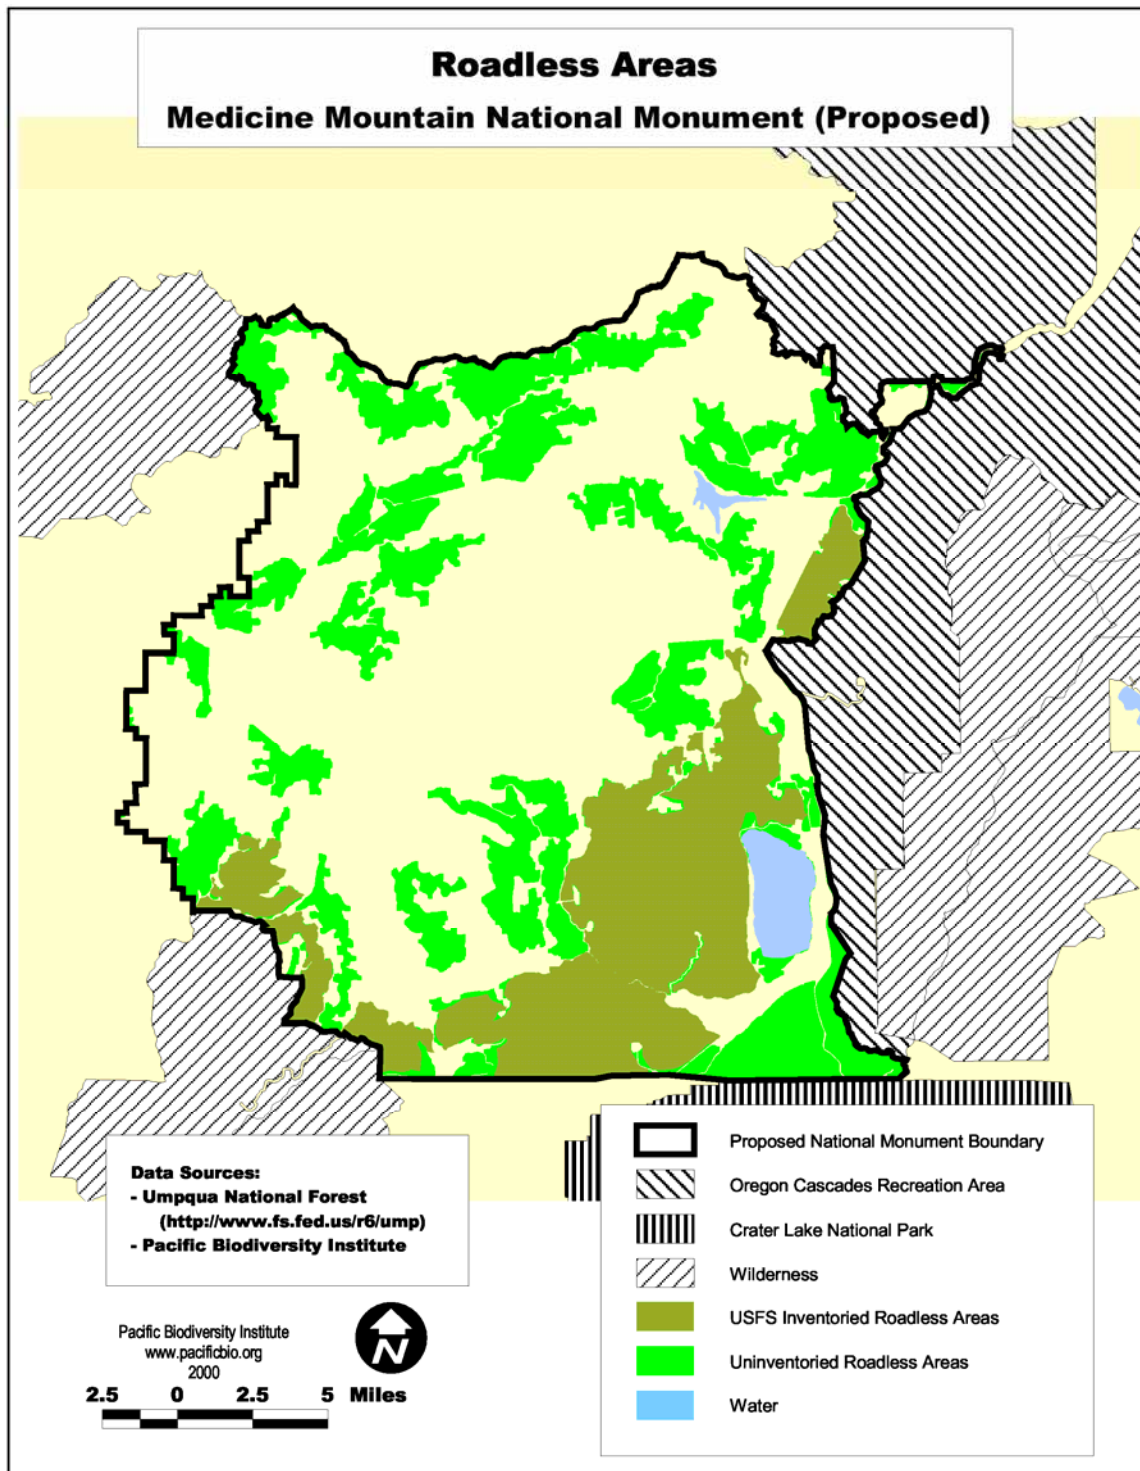 Roadless Areas
Medicine Mountain National Monument (Proposed)
Data Sources:
- Umpqua National Forest
(http://www.fs.fed.us/r6/ump)
- Pacific Biodiversity Institute
Pacific Biodiversity Institute
www.pacificbio.org
2000
N
2.5 0 2.5 5 Miles
Proposed National Monument Boundary
Oregon Cascades Recreation Area
Crater Lake National Park
Wilderness
USFS Inventoried Roadless Areas
Uninventoried Roadless Areas
Water